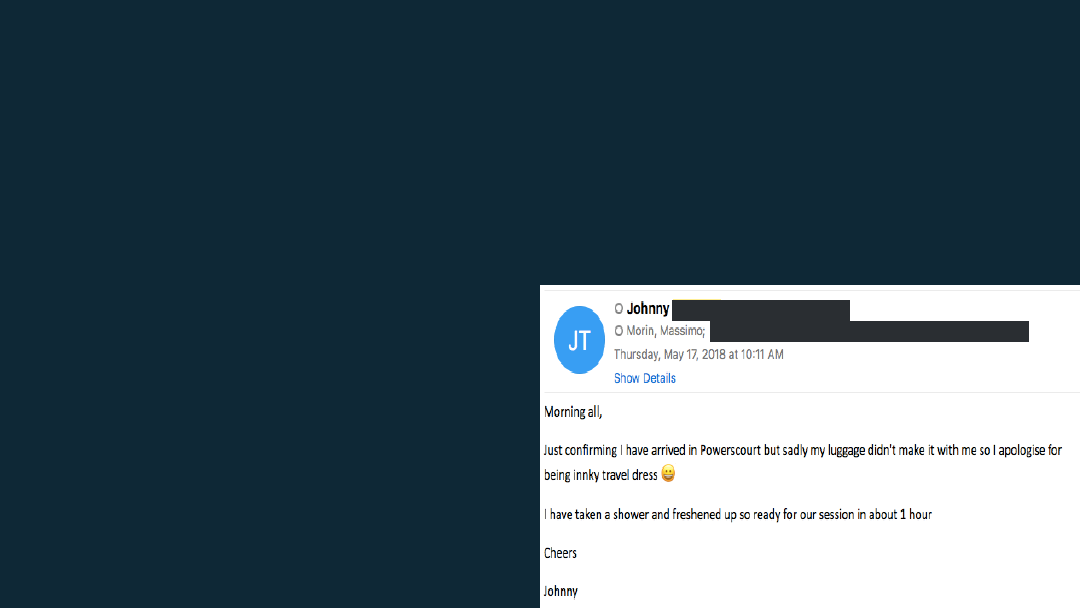 JT
Johnny
Morin, Massimo;
Thursday, May 17, 2018 at 10:11 AM
Show Details
Morning all,
Just confirming I have arrived in Powerscourt but sadly my luggage didn't make it with me so I apologise for
being innky travel dress 😀
I have taken a shower and freshened up so ready for our session in about 1 hour
Cheers
Johnny